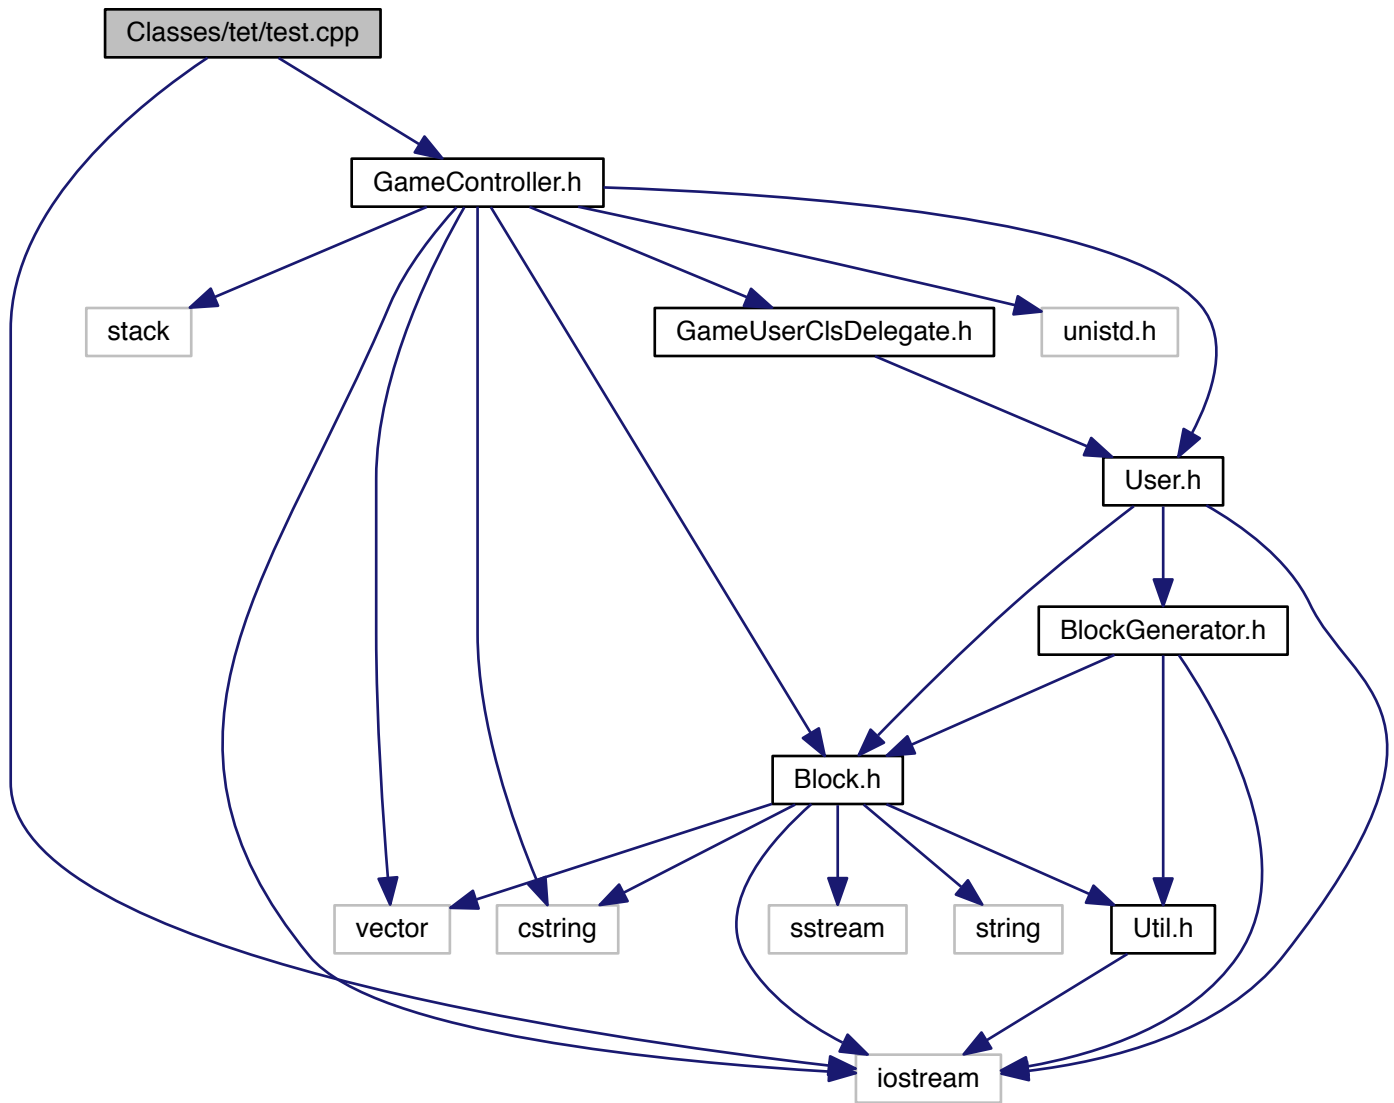 Classes/tet/test.cpp
GameController.h
stack
GameUserClsDelegate.h
unistd.h
User.h
BlockGenerator.h
Block.h
vector
cstring
sstream
string
Util.h
iostream